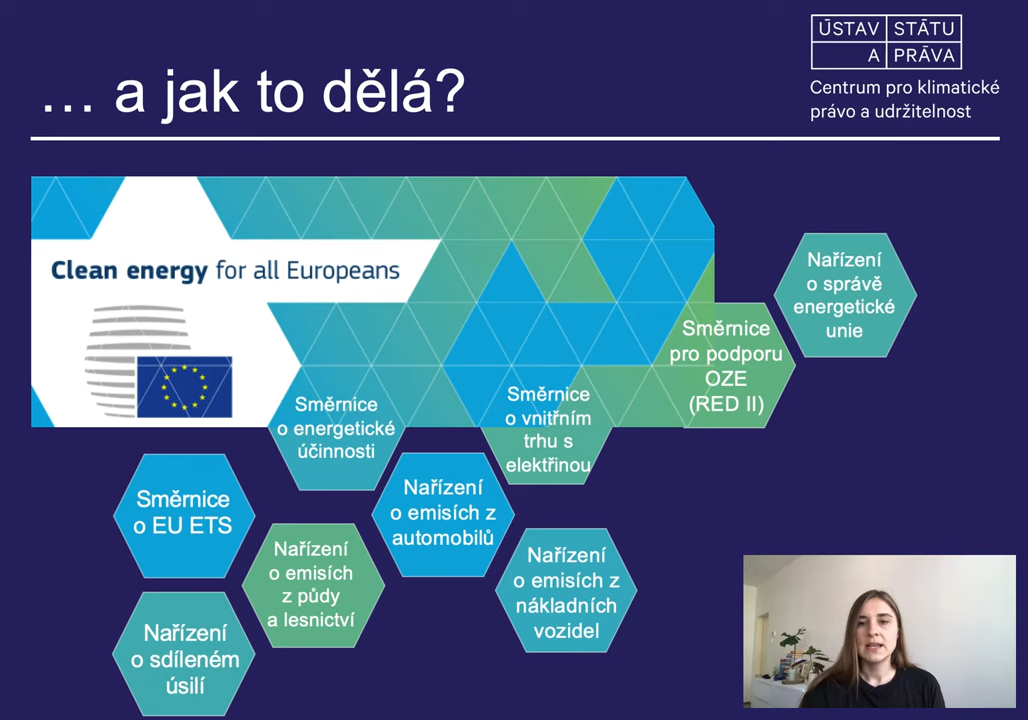 … a jak to dělá?
ÚSTAV STÁTU
A PRÁVA
Centrum pro klimatické
právo a udržitelnost
Clean energy for all Europeans
Nařízení
o správě
energetické
unie
Směrnice
pro podporu
OZE
(RED II)
Směrnice
o vnitřním
trhu s
elektřinou
Směrnice
o energetické
účinnosti
Směrnice
o EU ETS
Nařízení
o emisích z
automobilů
Nařízení
o emisích
z půdy
a lesnictví
Nařízení
o emisích z
nákladních
vozidel
Nařízení
o sdíleném
úsilí